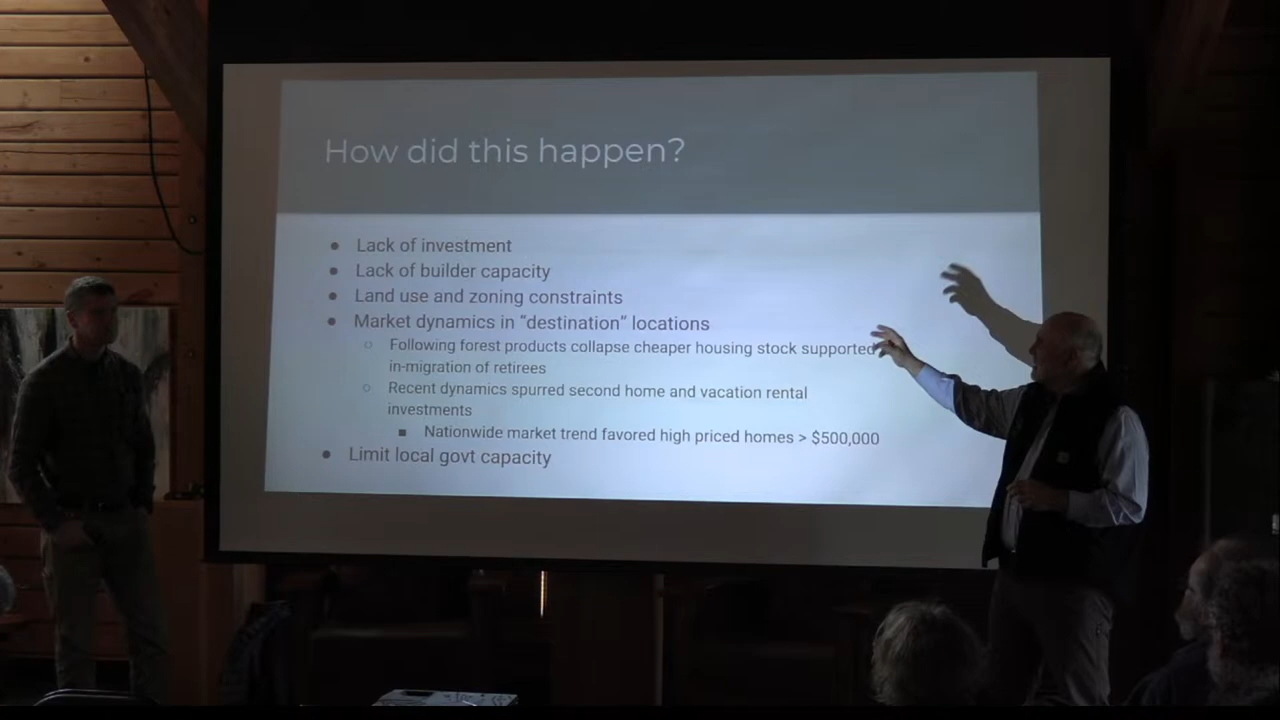 How did this happen?
● Lack of investment
● Lack of builder capacity
● Land use and zoning constraints
● Market dynamics in “destination” locations
○ Following forest products collapse cheaper housing stock supported
in-migration of retirees
○ Recent dynamics spurred second home and vacation rental
investments
■ Nationwide market trend favored high priced homes > $500,000
● Limit local govt capacity